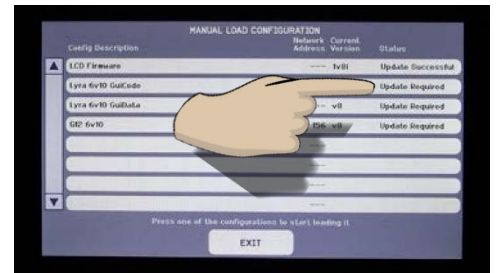 MANUAL LOAD CONFIGURATION
Config Description Network Address Current Version Status
LCD Firmware --- 1v8i Update Successful
Lyra 6v10 GuiCode Update Required
Lyra 6v10 GuiData -- v8 Update Required
G12 6v10 156 v8 Update Required
---
---
---
---
Press one of the configurations to start loading it
EXIT